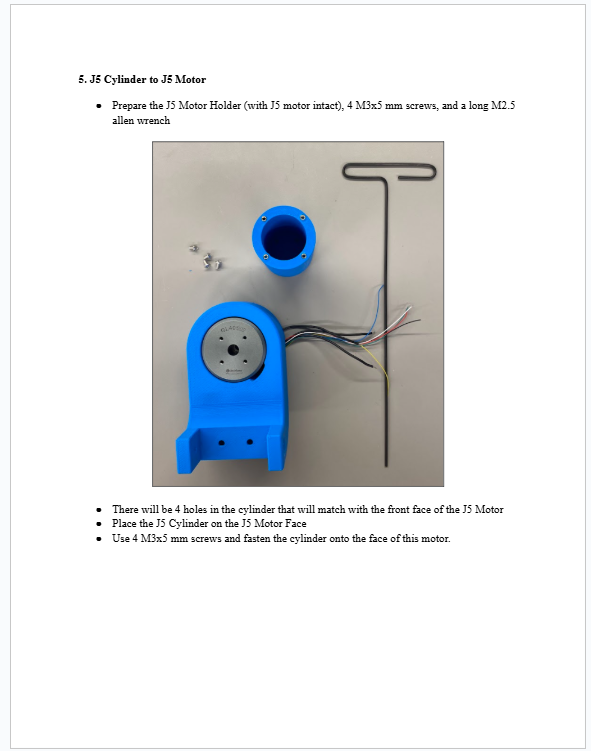 5. J5 Cylinder to J5 Motor
● Prepare the J5 Motor Holder (with J5 motor intact), 4 M3x5 mm screws, and a long M2.5
allen wrench
● There will be 4 holes in the cylinder that will match with the front face of the J5 Motor
● Place the J5 Cylinder on the J5 Motor Face
● Use 4 M3x5 mm screws and fasten the cylinder onto the face of this motor.